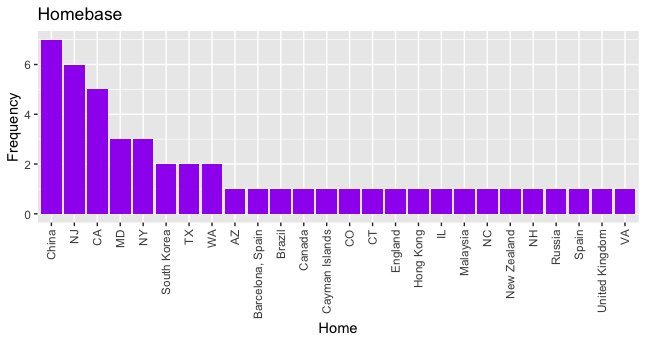 Homebase
Frequency
6
4
2
0
China
NJ
CA
MD
NY
South Korea
TX
WA
AZ
Barcelona, Spain
Brazil
Canada
Cayman Islands
CO
CT
England
Hong Kong
IL
Malaysia
NC
New Zealand
NH
Russia
Spain
United Kingdom
VA
Home